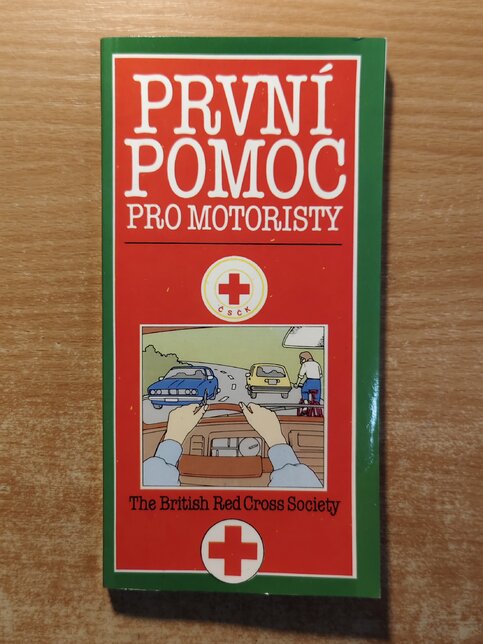 PRVNÍ
POMOC
PRO MOTORISTY
ČSČK
The British Red Cross Society